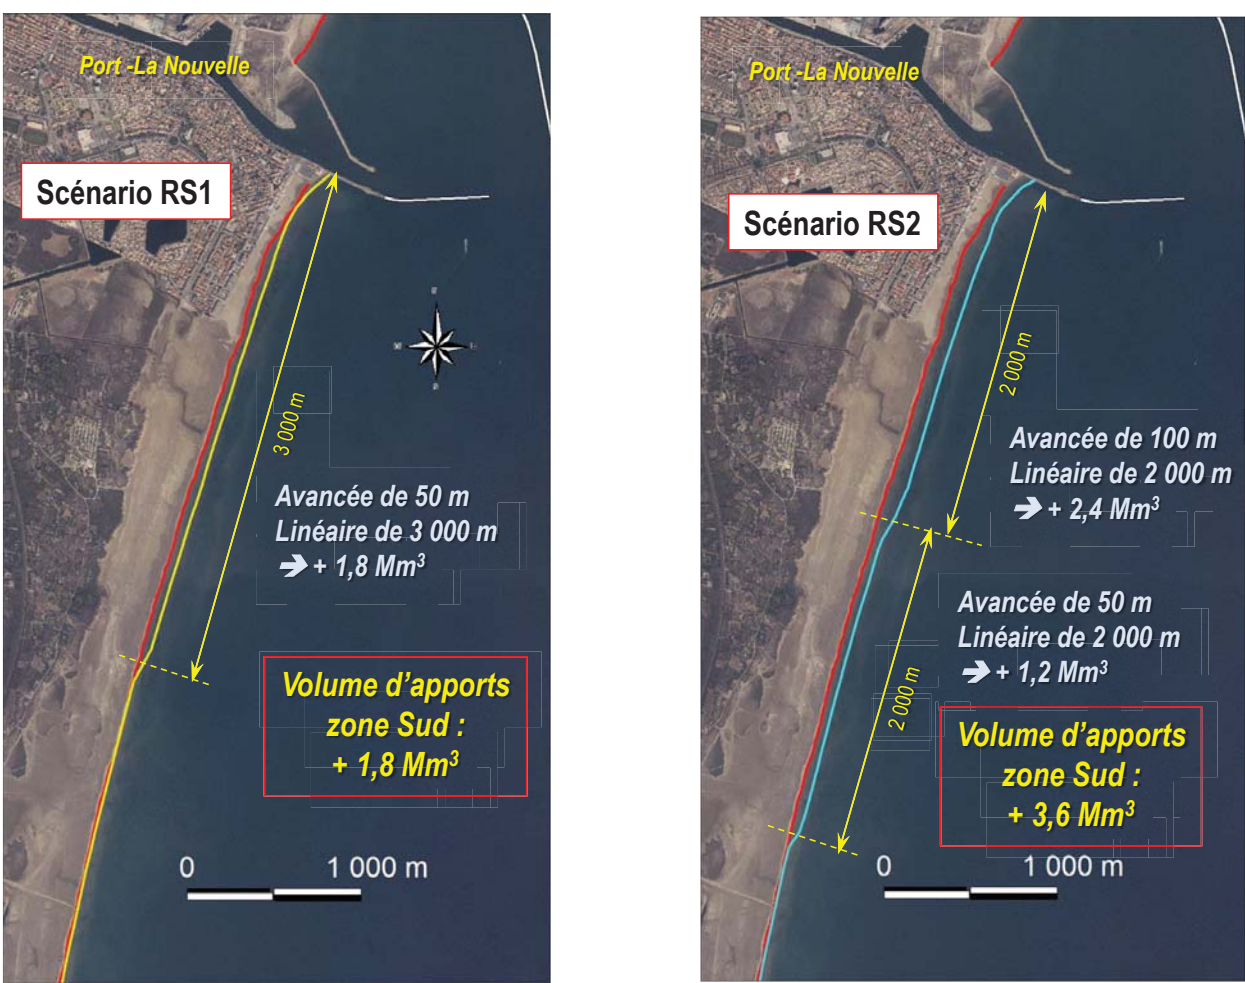 Port -La Nouvelle
Scénario RS1
3 000 m
Avancée de 50 m
Linéaire de 3 000 m
➔ + 1,8 Mm³
Volume d’apports
zone Sud :
+ 1,8 Mm³
0 1 000 m
Port -La Nouvelle
Scénario RS2
2 000 m
Avancée de 100 m
Linéaire de 2 000 m
➔ + 2,4 Mm³
Avancée de 50 m
Linéaire de 2 000 m
➔ + 1,2 Mm³
2 000 m
Volume d’apports
zone Sud :
+ 3,6 Mm³
0 1 000 m